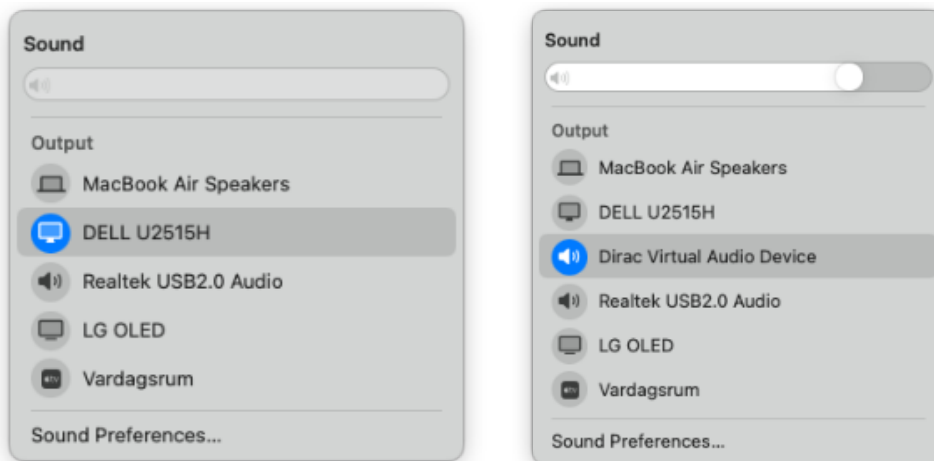 Sound
Output
MacBook Air Speakers
DELL U2515H
Realtek USB2.0 Audio
LG OLED
Vardagsrum
Sound Preferences...
Sound
Output
MacBook Air Speakers
DELL U2515H
Dirac Virtual Audio Device
Realtek USB2.0 Audio
LG OLED
Vardagsrum
Sound Preferences...